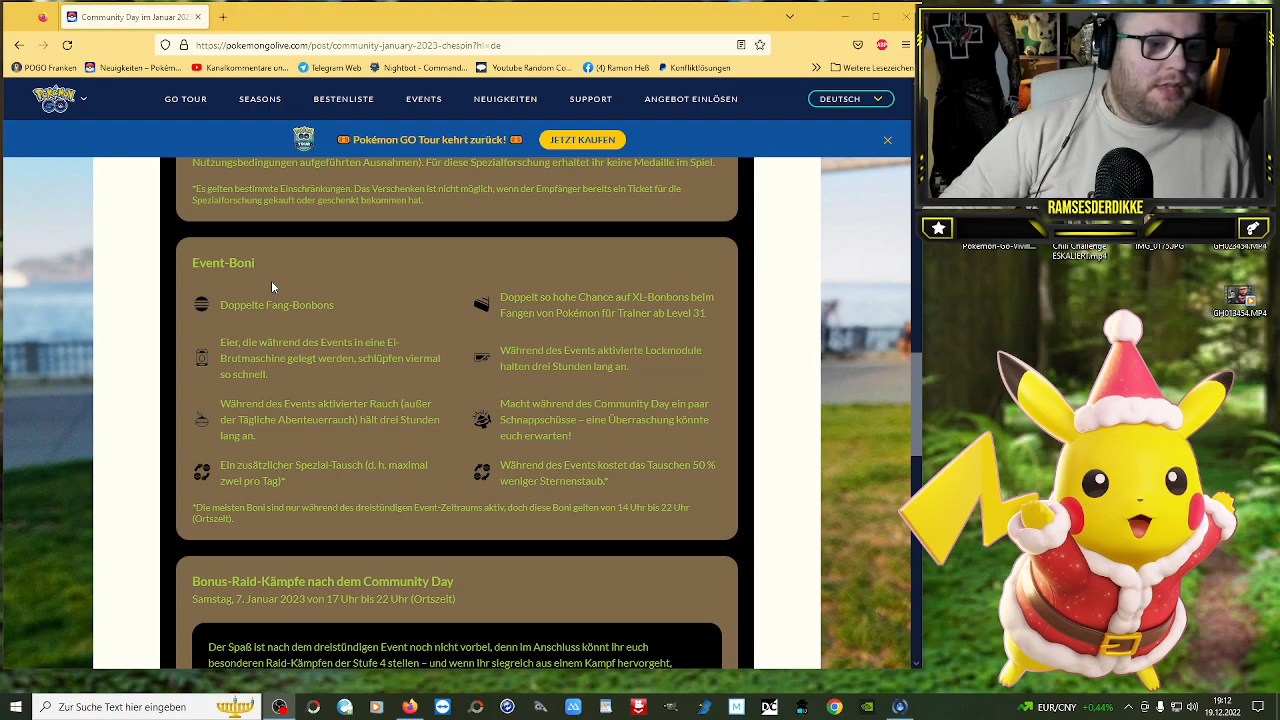 Community Day im Januar 202
https://pokemongolive.com/post/community-january-2023-chespin?hl=de
POGO Franken
Neuigkeiten – Pokém...
Kanalkommentare - ...
Telegram Web
Nightbot - Command...
Youtube Random Co...
(4) Ramon Heß
Konfliktlösungen
Weitere Lesezeichen
GO TOUR
SEASONS
BESTENLISTE
EVENTS
NEUIGKEITEN
SUPPORT
ANGEBOT EINLÖSEN
DEUTSCH
Pokémon GO Tour kehrt zurück!
JETZT KAUFEN
Nutzungsbedingungen aufgeführten Ausnahmen). Für diese Spezialforschung erhaltet ihr keine Medaille im Spiel.
*Es gelten bestimmte Einschränkungen. Das Verschenken ist nicht möglich, wenn der Empfänger bereits ein Ticket für die
Spezialforschung gekauft oder geschenkt bekommen hat.
Event-Boni
Doppelte Fang-Bonbons
Doppelt so hohe Chance auf XL-Bonbons beim
Fangen von Pokémon für Trainer ab Level 31
Eier, die während des Events in eine Ei-
Brutmaschine gelegt werden, schlüpfen viermal
so schnell.
Während des Events aktivierte Lockmodule
halten drei Stunden lang an.
Während des Events aktivierter Rauch (außer
der Tägliche Abenteuerrauch) hält drei Stunden
lang an.
Macht während des Community Day ein paar
Schnappschüsse – eine Überraschung könnte
euch erwarten!
Ein zusätzlicher Spezial-Tausch (d. h. maximal
zwei pro Tag)*
Während des Events kostet das Tauschen 50 %
weniger Sternenstaub.*
*Die meisten Boni sind nur während des dreistündigen Event-Zeitraums aktiv, doch diese Boni gelten von 14 Uhr bis 22 Uhr
(Ortszeit).
Bonus-Raid-Kämpfe nach dem Community Day
Samstag, 7. Januar 2023 von 17 Uhr bis 22 Uhr (Ortszeit)
Der Spaß ist nach dem dreistündigen Event noch nicht vorbei, denn im Anschluss könnt ihr euch
besonderen Raid-Kämpfen der Stufe 4 stellen – und wenn ihr siegreich aus einem Kampf hervorgeht,
RAMSESDERDIKKE
Pokemon-Go-Vivill...
Chili Challenge
ESKALIERT.mp4
IMG_0175.JPG
GH023454.MP4
GH013454.MP4
Zur Suche Text hier eingeben
EUR/CNY
+0.44%
19:12
19.12.2022